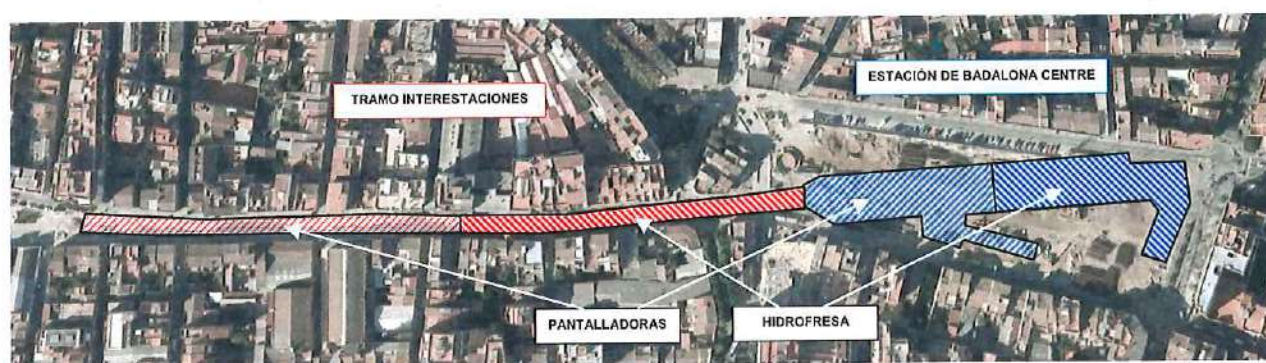 ESTACIÓN DE BADALONA CENTRE
TRAMO INTERESTACIONES
PANTALLADORAS
HIDROFRESA